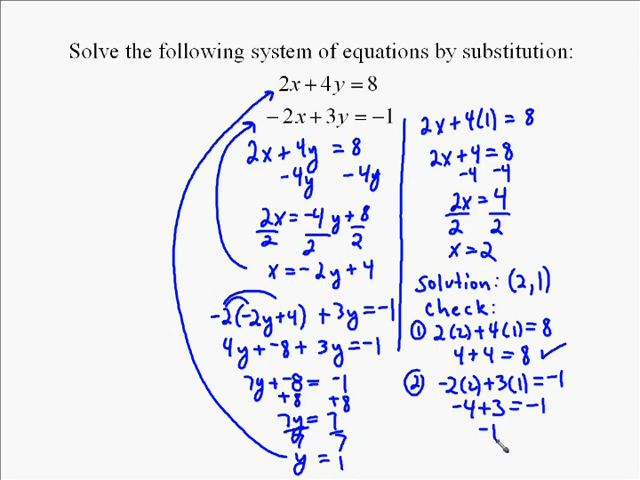 Solve the following system of equations by substitution:
2x + 4y = 8
-2x + 3y = -1
2x + 4y = 8
-4y -4y
2x = -4y + 8
2 2 2
x = -2y + 4
-2(-2y+4) + 3y = -1
4y + -8 + 3y = -1
7y + -8 = -1
+8 +8
7y = 7
7 7
y = 1
2x + 4(1) = 8
2x + 4 = 8
-4 -4
2x = 4
2 2
x = 2
Solution: (2,1)
Check:
① 2(2) + 4(1) = 8
4 + 4 = 8 ✓
② -2(2) + 3(1) = -1
-4 + 3 = -1
-1